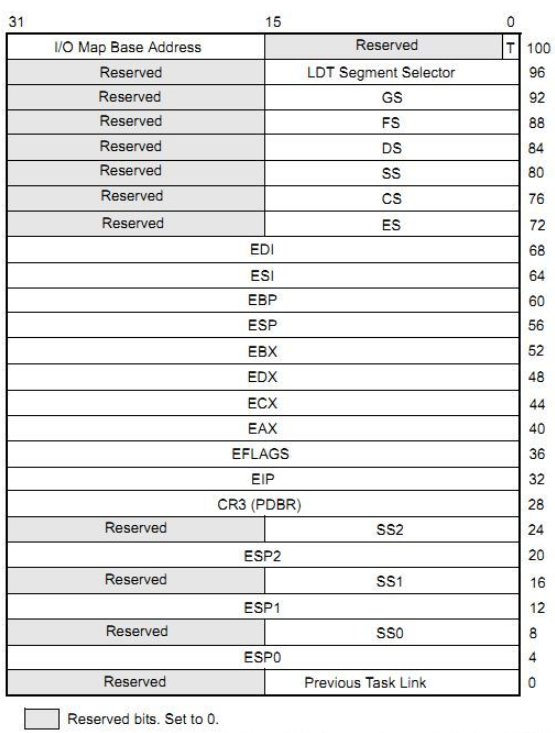 31 15 0
I/O Map Base Address Reserved T 100
Reserved LDT Segment Selector 96
Reserved GS 92
Reserved FS 88
Reserved DS 84
Reserved SS 80
Reserved CS 76
Reserved ES 72
EDI 68
ESI 64
EBP 60
ESP 56
EBX 52
EDX 48
ECX 44
EAX 40
EFLAGS 36
EIP 32
CR3 (PDBR) 28
Reserved SS2 24
ESP2 20
Reserved SS1 16
ESP1 12
Reserved SS0 8
ESP0 4
Reserved Previous Task Link 0
Reserved bits. Set to 0.